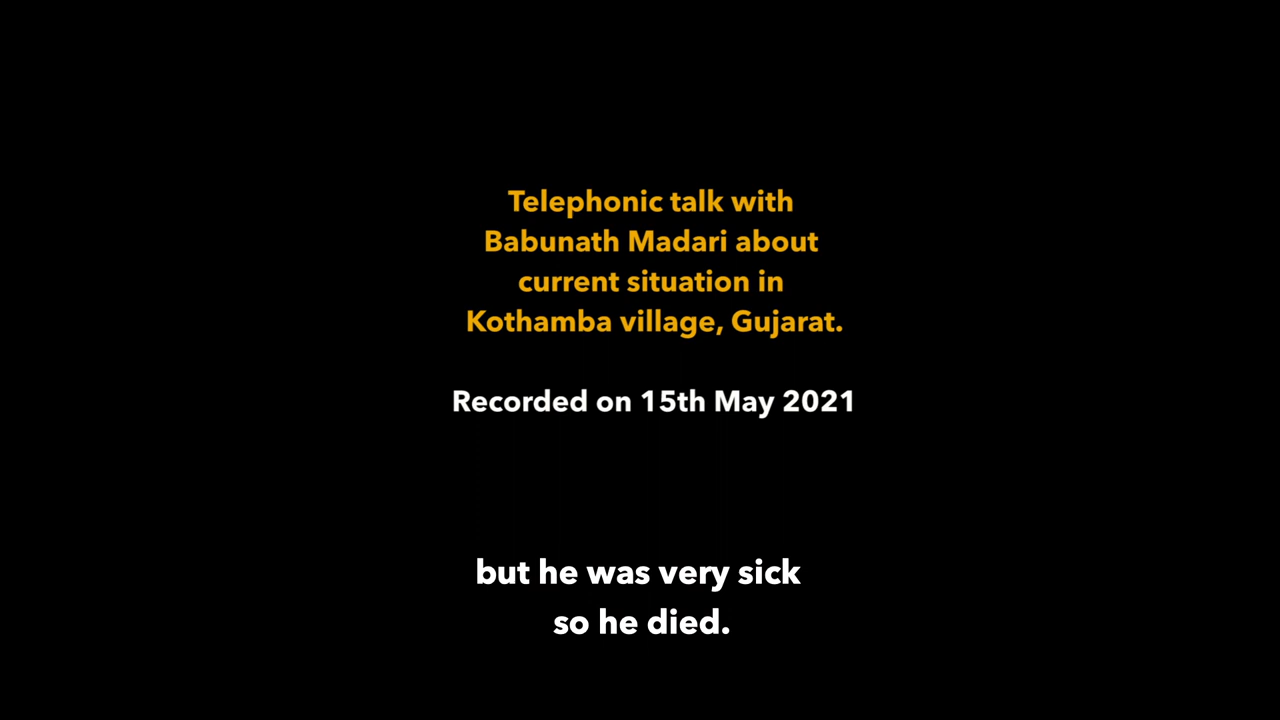 Telephonic talk with
Babunath Madari about
current situation in
Kothamba village, Gujarat.
Recorded on 15th May 2021
but he was very sick
so he died.